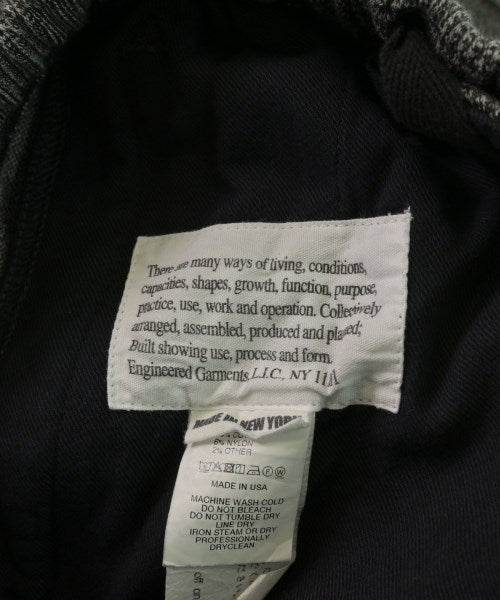 There are many ways of living, conditions,
capacities, shapes, growth, function, purpose,
practice, use, work and operation. Collectively
arranged, assembled, produced and placed;
Built showing use, process and form.
Engineered Garments L.I.C. NY 11
MADE IN NEW YORK
6% NYLON
2% OTHER
W
MADE IN USA
MACHINE WASH COLD
DO NOT BLEACH
DO NOT TUMBLE DRY
LINE DRY
IRON STEAM OR DRY
PROFESSIONALLY
DRYCLEAN